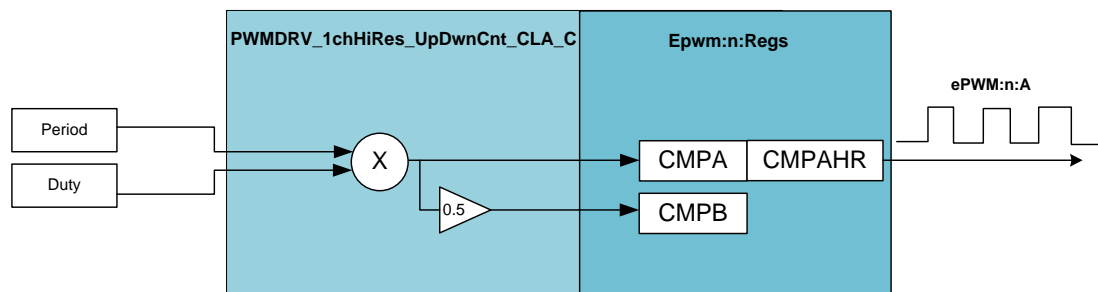 PWMDRV_1chHiRes_UpDwnCnt_CLA_C
Epwm:n:Regs
ePWM:n:A
Period
Duty
X
0.5
CMPA
CMPAHR
CMPB